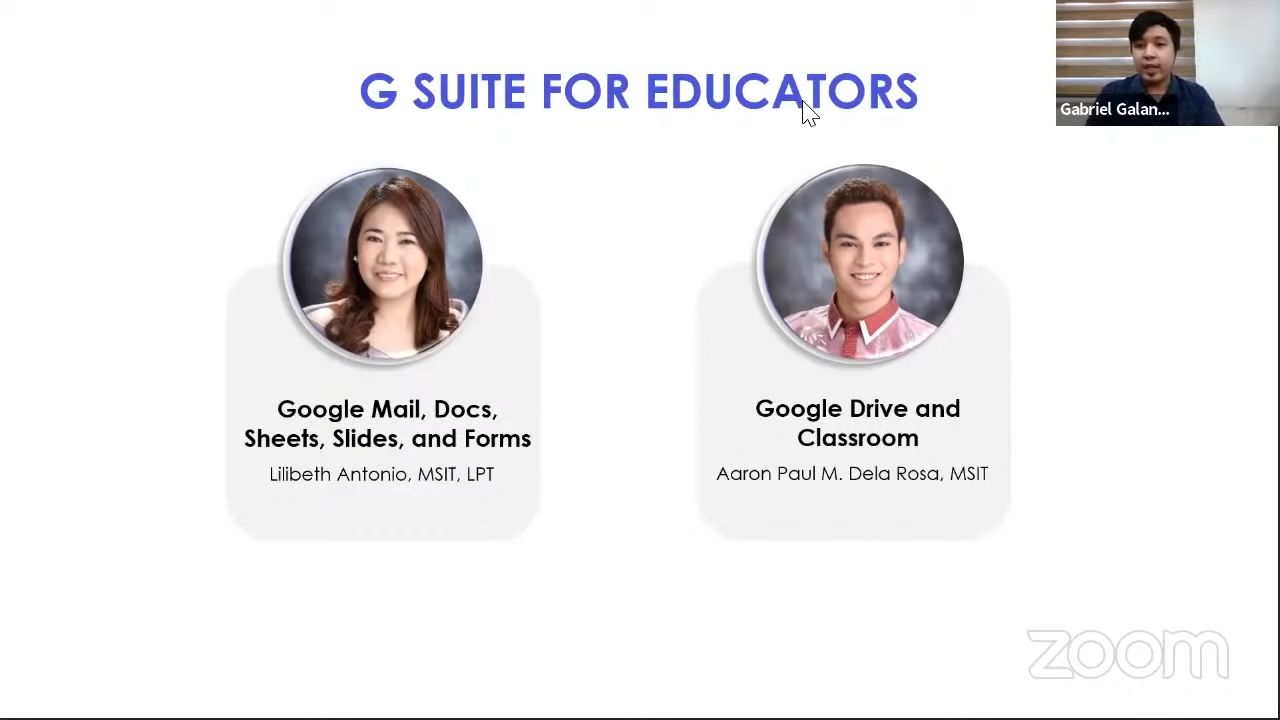 G SUITE FOR EDUCATORS
Gabriel Galan...
Google Mail, Docs,
Sheets, Slides, and Forms
Lilibeth Antonio, MSIT, LPT
Google Drive and
Classroom
Aaron Paul M. Dela Rosa, MSIT
zoom